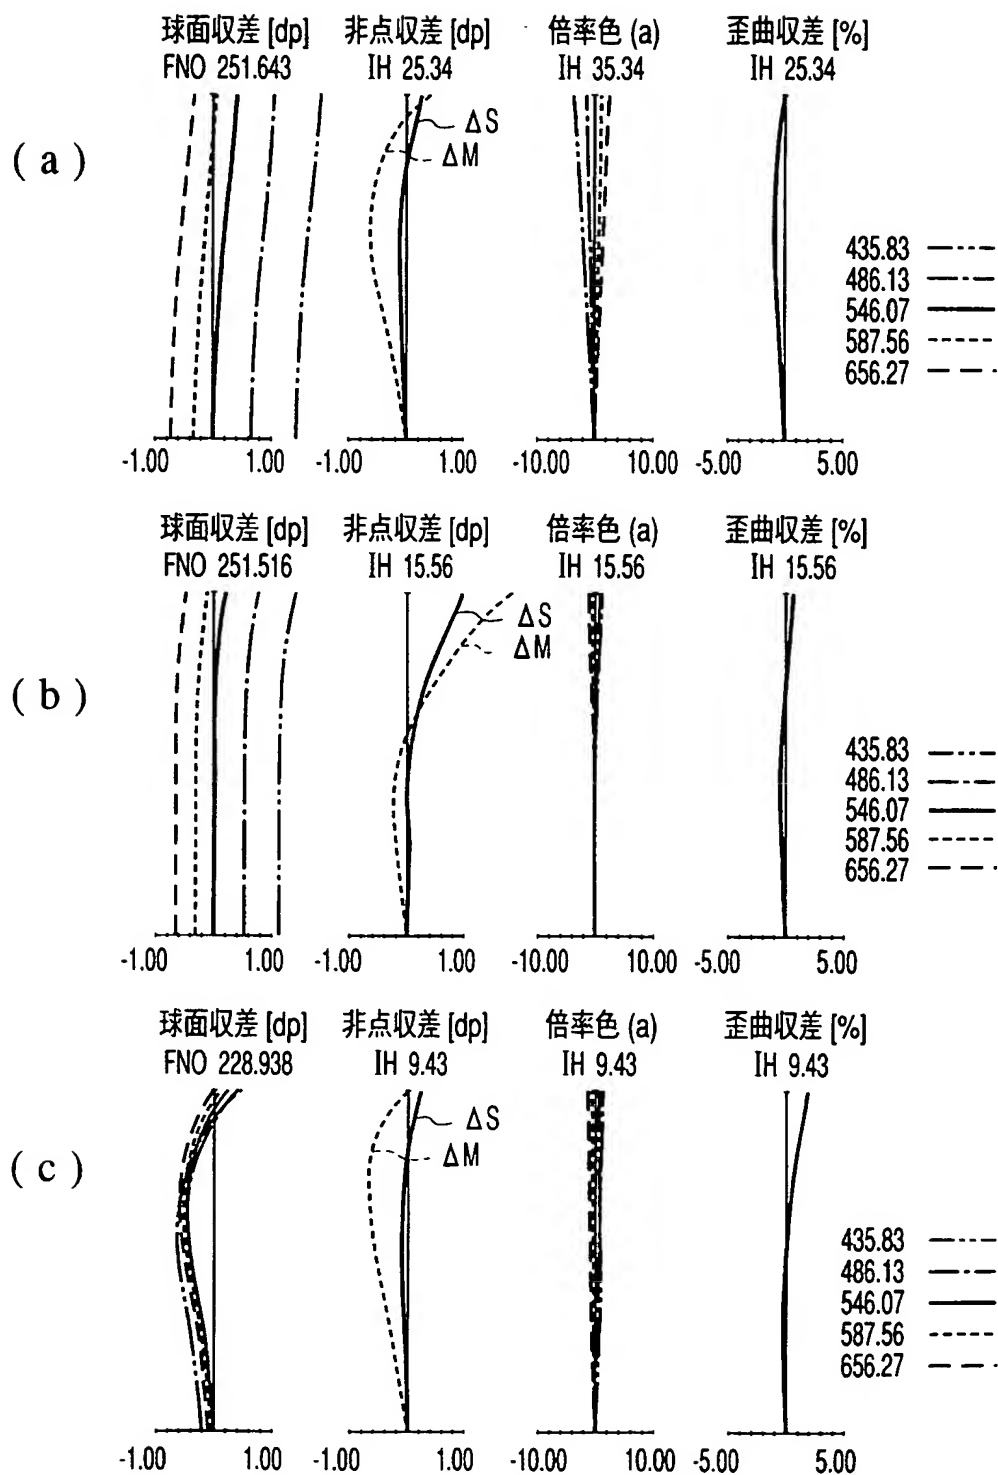 球面収差 [dp] 非点収差 [dp] 倍率色 (a) 歪曲収差 [%]
FNO 251.643 IH 25.34 IH 35.34 IH 25.34
(a)
ΔS
ΔM
435.83
486.13
546.07
587.56
656.27
-1.00 1.00 -1.00 1.00 -10.00 10.00 -5.00 5.00
球面収差 [dp] 非点収差 [dp] 倍率色 (a) 歪曲収差 [%]
FNO 251.516 IH 15.56 IH 15.56 IH 15.56
(b)
ΔS
ΔM
435.83
486.13
546.07
587.56
656.27
-1.00 1.00 -1.00 1.00 -10.00 10.00 -5.00 5.00
球面収差 [dp] 非点収差 [dp] 倍率色 (a) 歪曲収差 [%]
FNO 228.938 IH 9.43 IH 9.43 IH 9.43
(c)
ΔS
ΔM
435.83
486.13
546.07
587.56
656.27
-1.00 1.00 -1.00 1.00 -10.00 10.00 -5.00 5.00